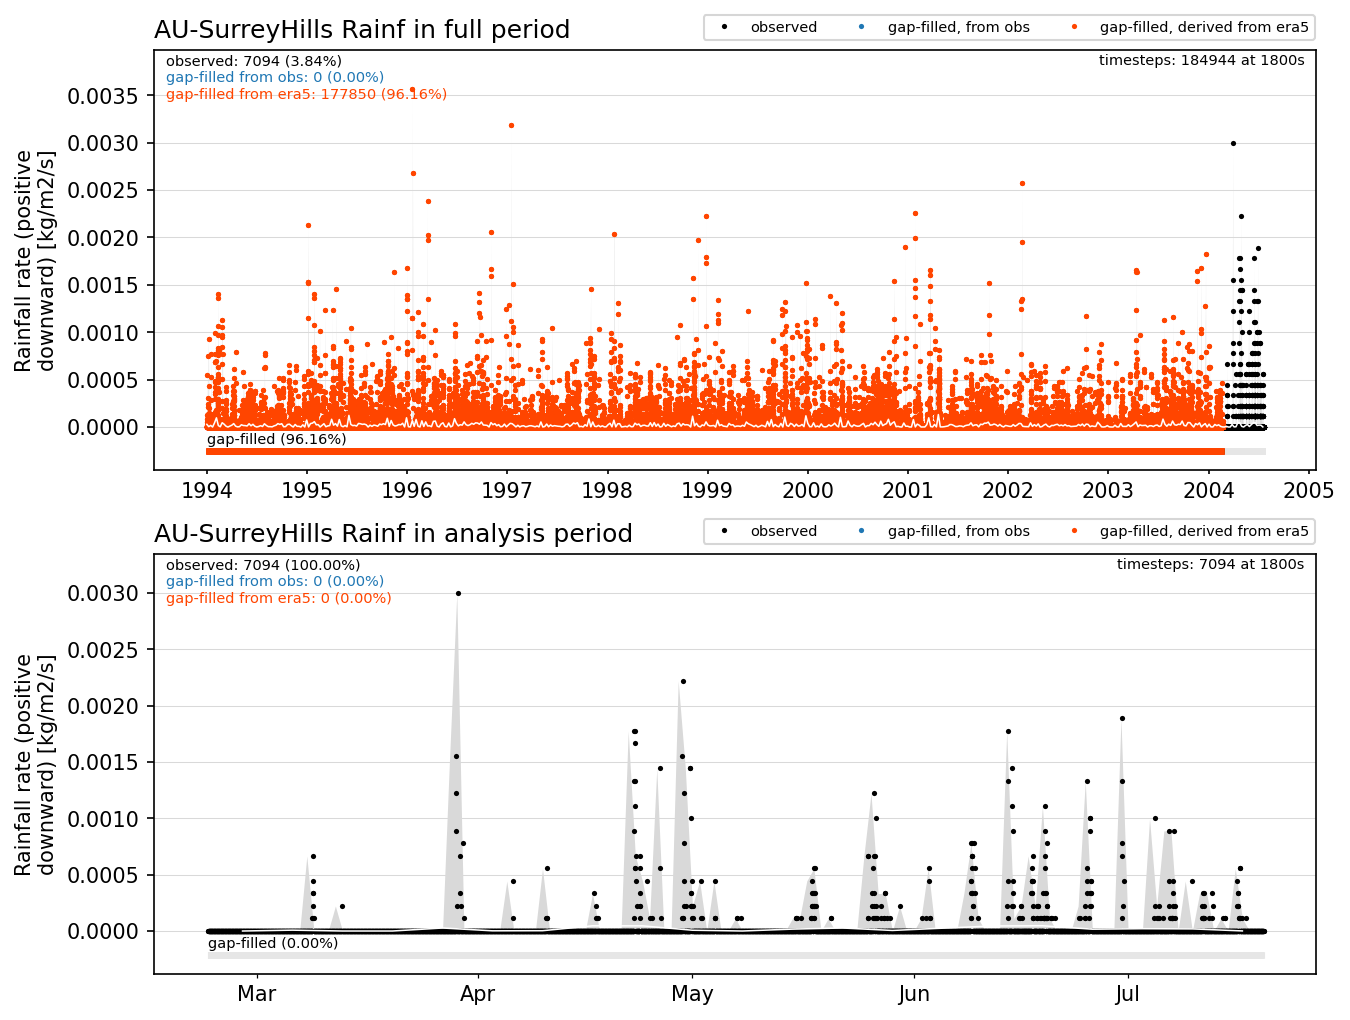 AU-SurreyHills Rainf in full period
observed
gap-filled, from obs
gap-filled, derived from era5
observed: 7094 (3.84%)
gap-filled from obs: 0 (0.00%)
gap-filled from era5: 177850 (96.16%)
timesteps: 184944 at 1800s
Rainfall rate (positive
downward) [kg/m2/s]
0.0035
0.0030
0.0025
0.0020
0.0015
0.0010
0.0005
0.0000
gap-filled (96.16%)
1994 1995 1996 1997 1998 1999 2000 2001 2002 2003 2004 2005
AU-SurreyHills Rainf in analysis period
observed
gap-filled, from obs
gap-filled, derived from era5
observed: 7094 (100.00%)
gap-filled from obs: 0 (0.00%)
gap-filled from era5: 0 (0.00%)
timesteps: 7094 at 1800s
Rainfall rate (positive
downward) [kg/m2/s]
0.0030
0.0025
0.0020
0.0015
0.0010
0.0005
0.0000
gap-filled (0.00%)
Mar Apr May Jun Jul